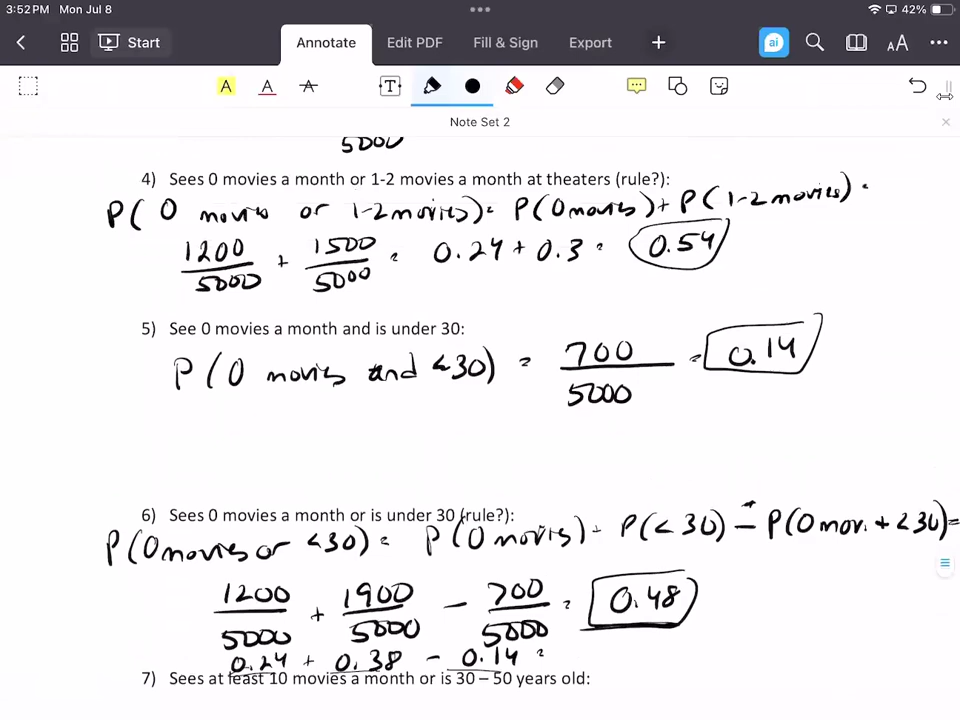 3:52 PM Mon Jul 8 42%
Start Annotate Edit PDF Fill & Sign Export + ai AA
A A A T
Note Set 2
5000
4) Sees 0 movies a month or 1-2 movies a month at theaters (rule?):
P( 0 movies or 1-2 movies) = P(0 movies) + P(1-2 movies) =
1200/5000 + 1500/5000 = 0.24 + 0.3 = 0.54
5) See 0 movies a month and is under 30:
P(0 movies and <30) = 700/5000 = 0.14
6) Sees 0 movies a month or is under 30 (rule?):
P(0 movies or <30) = P(0 movies) + P(<30) - P(0 mov. + <30) =
1200/5000 + 1900/5000 - 700/5000 = 0.48
0.24 + 0.38 - 0.14 =
7) Sees at least 10 movies a month or is 30 – 50 years old: